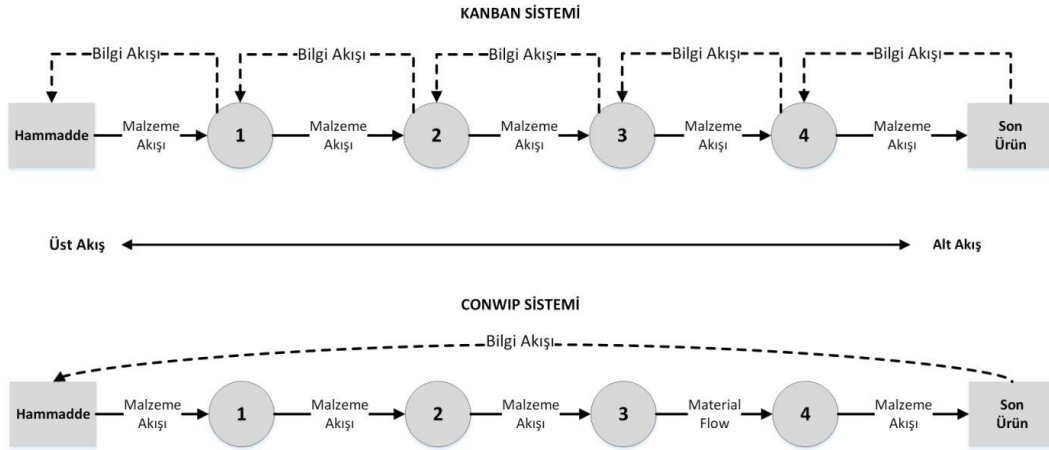 KANBAN SİSTEMİ
Bilgi Akışı
Bilgi Akışı
Bilgi Akışı
Bilgi Akışı
Bilgi Akışı
Hammadde
Malzeme
Akışı
1
Malzeme
Akışı
2
Malzeme
Akışı
3
Malzeme
Akışı
4
Malzeme
Akışı
Son
Ürün
Üst Akış
Alt Akış
CONWIP SİSTEMİ
Bilgi Akışı
Hammadde
Malzeme
Akışı
1
Malzeme
Akışı
2
Malzeme
Akışı
3
Material
Flow
4
Malzeme
Akışı
Son
Ürün